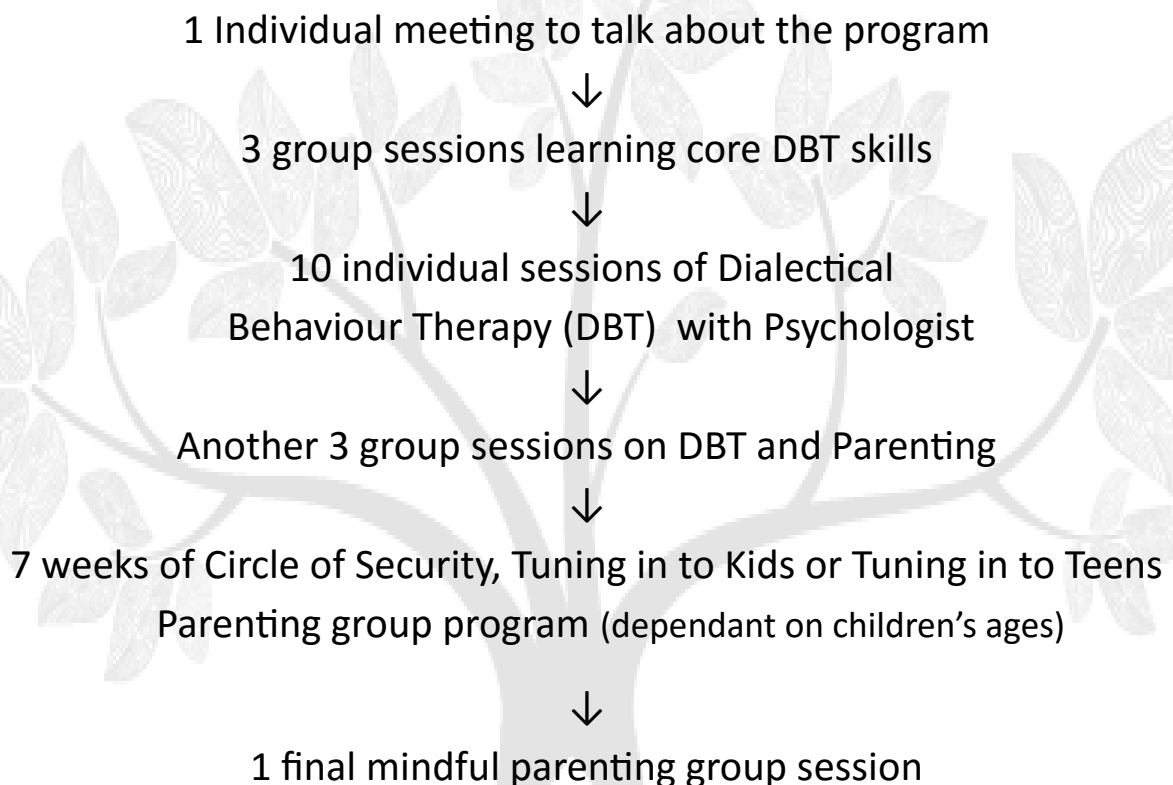 1 Individual meeting to talk about the program
↓
3 group sessions learning core DBT skills
↓
10 individual sessions of Dialectical
Behaviour Therapy (DBT)  with Psychologist
↓
Another 3 group sessions on DBT and Parenting
↓
7 weeks of Circle of Security, Tuning in to Kids or Tuning in to Teens
Parenting group program (dependant on children’s ages)
↓
1 final mindful parenting group session